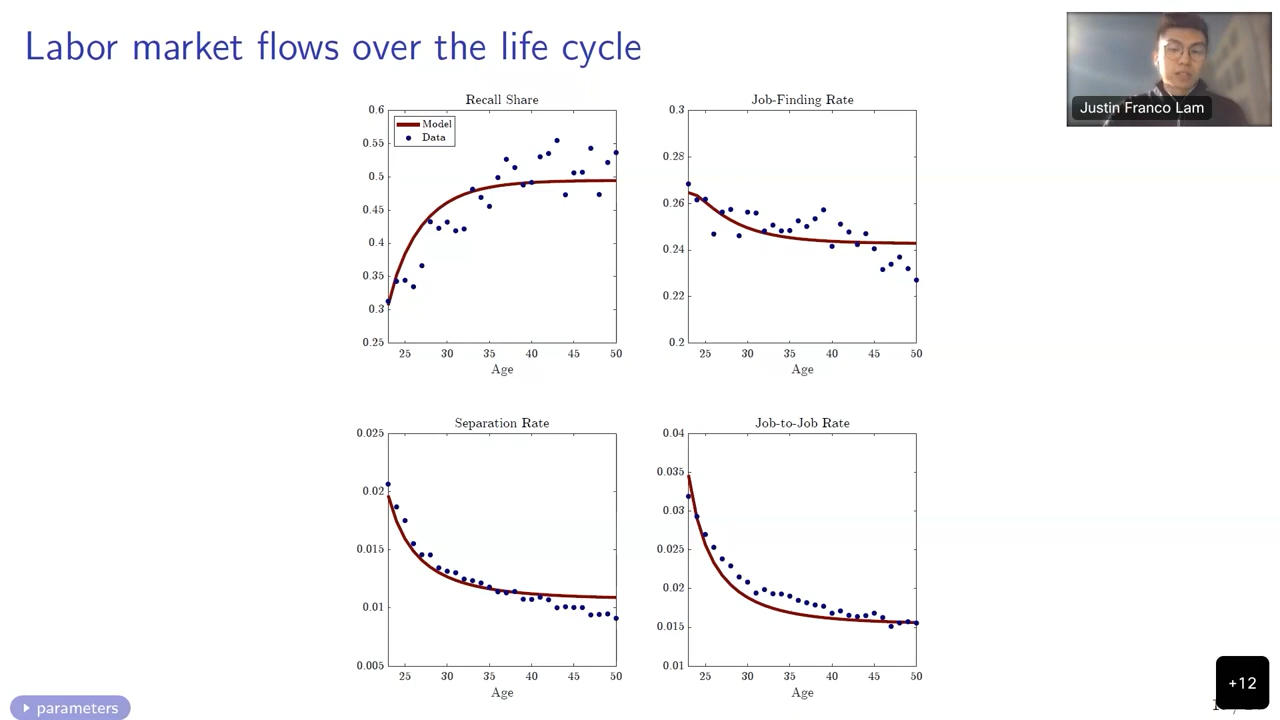 Labor market flows over the life cycle
Justin Franco Lam
Recall Share
0.6
0.55
0.5
0.45
0.4
0.35
0.3
0.25
Model
Data
25 30 35 40 45 50
Age
Job-Finding Rate
0.3
0.28
0.26
0.24
0.22
0.2
25 30 35 40 45 50
Age
Separation Rate
0.025
0.02
0.015
0.01
0.005
25 30 35 40 45 50
Age
Job-to-Job Rate
0.04
0.035
0.03
0.025
0.02
0.015
0.01
25 30 35 40 45 50
Age
parameters
+12